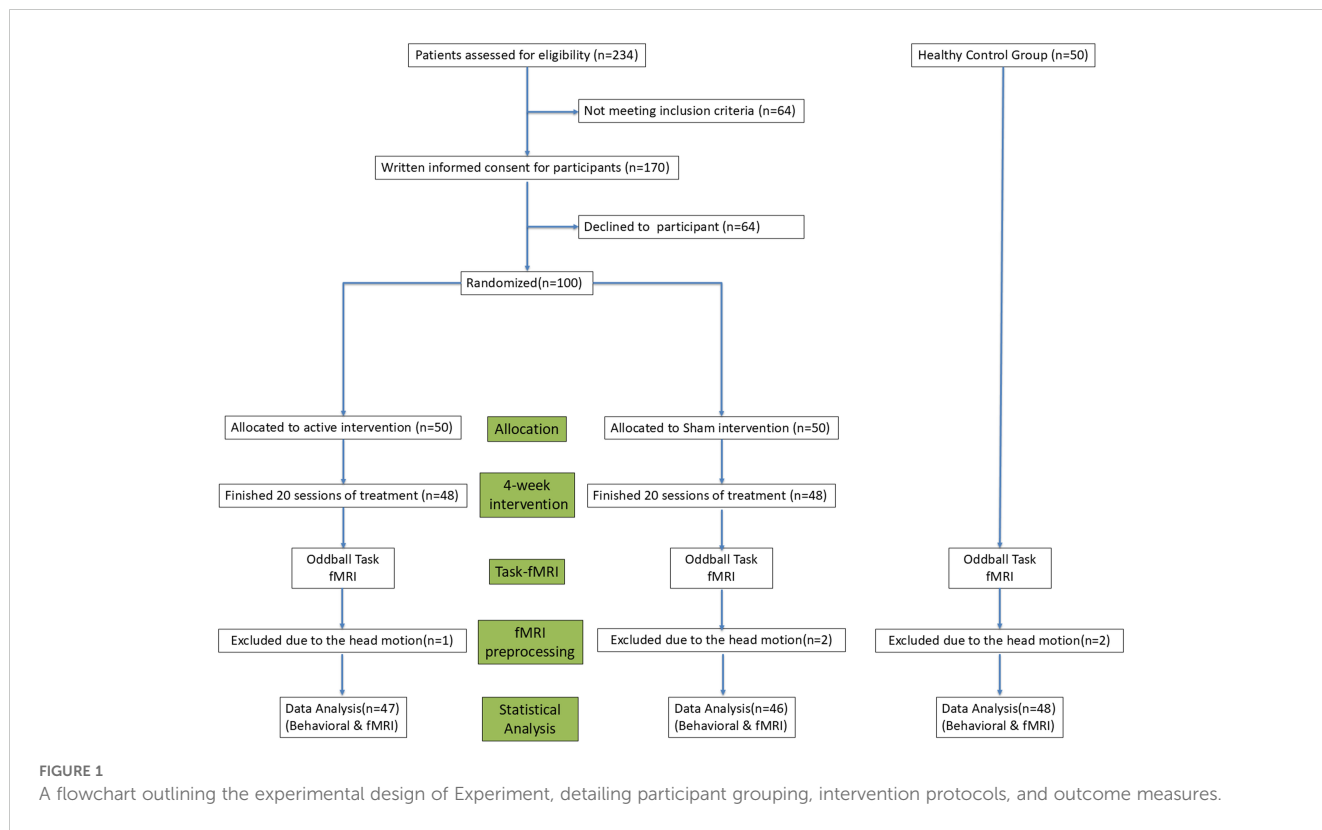 Patients assessed for eligibility (n=234)
Healthy Control Group (n=50)
Not meeting inclusion criteria (n=64)
Written informed consent for participants (n=170)
Declined to participant (n=64)
Randomized(n=100)
Allocated to active intervention (n=50)
Allocation
Allocated to Sham intervention (n=50)
Finished 20 sessions of treatment (n=48)
4-week
intervention
Finished 20 sessions of treatment (n=48)
Oddball Task
fMRI
Task-fMRI
Oddball Task
fMRI
Oddball Task
fMRI
Excluded due to the head motion(n=1)
fMRI
preprocessing
Excluded due to the head motion(n=2)
Excluded due to the head motion(n=2)
Data Analysis(n=47)
(Behavioral & fMRI)
Statistical
Analysis
Data Analysis(n=46)
(Behavioral & fMRI)
Data Analysis(n=48)
(Behavioral & fMRI)
FIGURE 1
A flowchart outlining the experimental design of Experiment, detailing participant grouping, intervention protocols, and outcome measures.